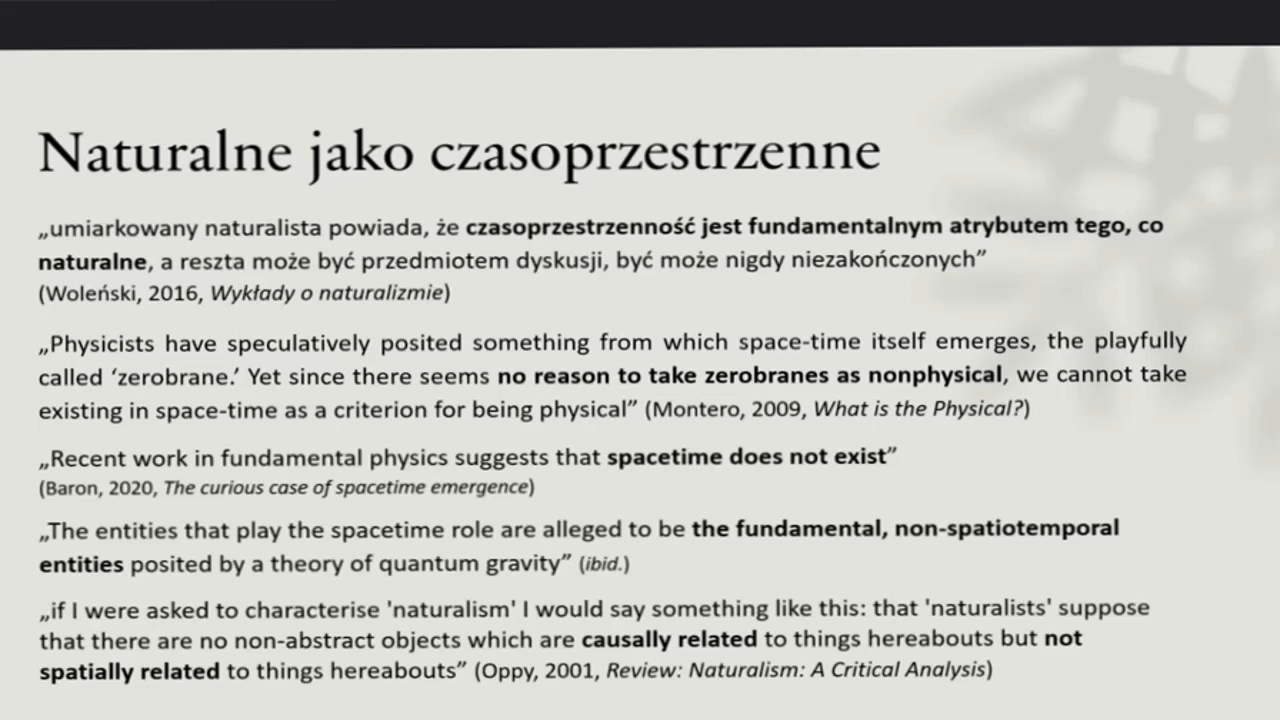 Naturalne jako czasoprzestrzenne
„umiarkowany naturalista powiada, że czasoprzestrzenność jest fundamentalnym atrybutem tego, co
naturalne, a reszta może być przedmiotem dyskusji, być może nigdy niezakończonych”
(Woleński, 2016, Wykłady o naturalizmie)
„Physicists have speculatively posited something from which space-time itself emerges, the playfully
called ‘zerobrane.’ Yet since there seems no reason to take zerobranes as nonphysical, we cannot take
existing in space-time as a criterion for being physical” (Montero, 2009, What is the Physical?)
„Recent work in fundamental physics suggests that spacetime does not exist”
(Baron, 2020, The curious case of spacetime emergence)
„The entities that play the spacetime role are alleged to be the fundamental, non-spatiotemporal
entities posited by a theory of quantum gravity” (ibid.)
„if I were asked to characterise 'naturalism' I would say something like this: that 'naturalists' suppose
that there are no non-abstract objects which are causally related to things hereabouts but not
spatially related to things hereabouts” (Oppy, 2001, Review: Naturalism: A Critical Analysis)